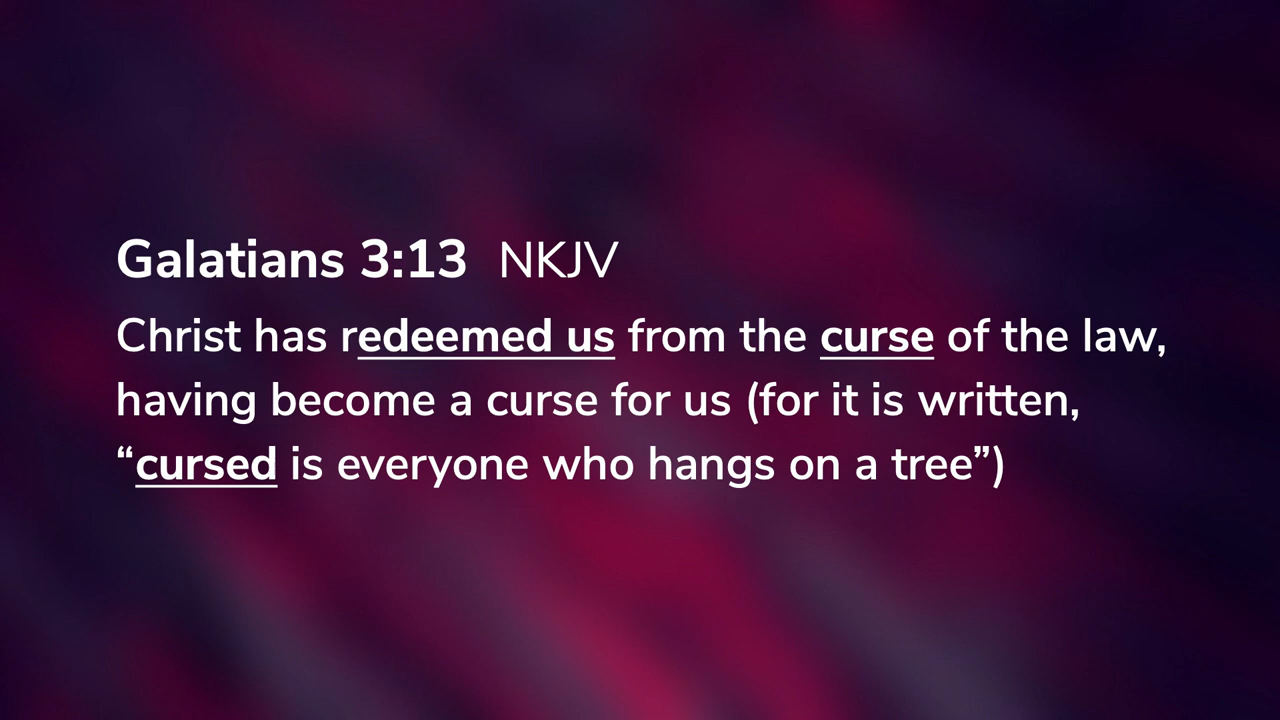 Galatians 3:13 NKJV
Christ has redeemed us from the curse of the law,
having become a curse for us (for it is written,
“cursed is everyone who hangs on a tree”)